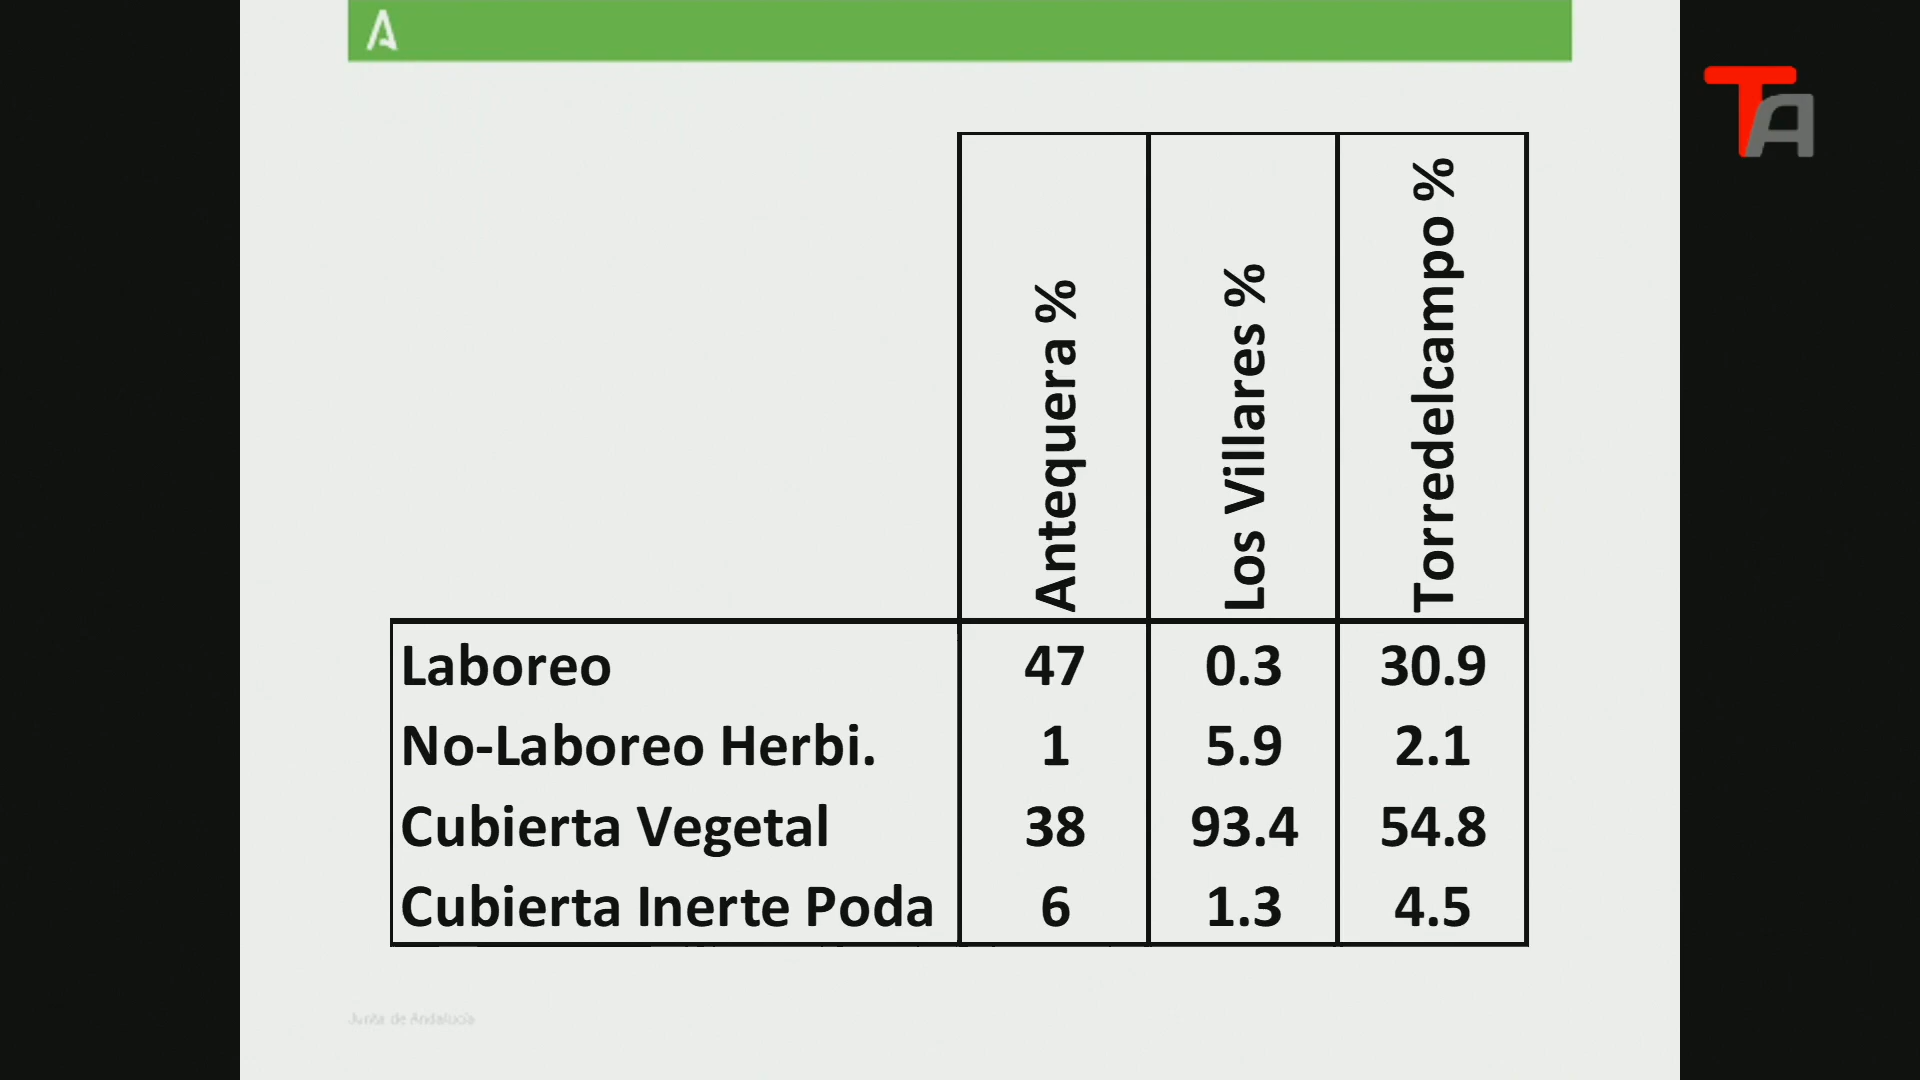 A
TA
Antequera % Los Villares % Torredelcampo %
Laboreo 47 0.3 30.9
No-Laboreo Herbi. 1 5.9 2.1
Cubierta Vegetal 38 93.4 54.8
Cubierta Inerte Poda 6 1.3 4.5
Junta de Andalucía